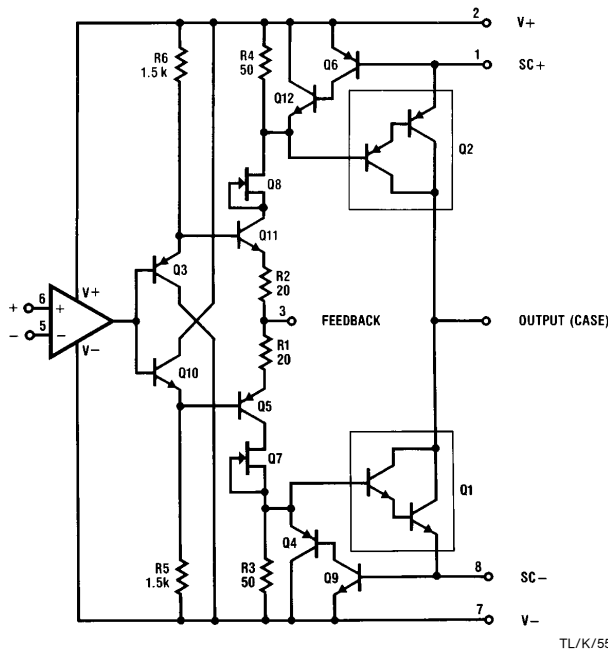 2
V+
R6
1.5 k
R4
50
Q6
1
SC+
Q12
Q2
Q8
Q11
Q3
R2
20
V+
+
6
+
3
FEEDBACK
OUTPUT (CASE)
−
5
−
V−
R1
20
Q10
Q5
Q7
Q1
Q4
8
SC−
R5
1.5k
R3
50
Q9
7
V−
TL/K/55